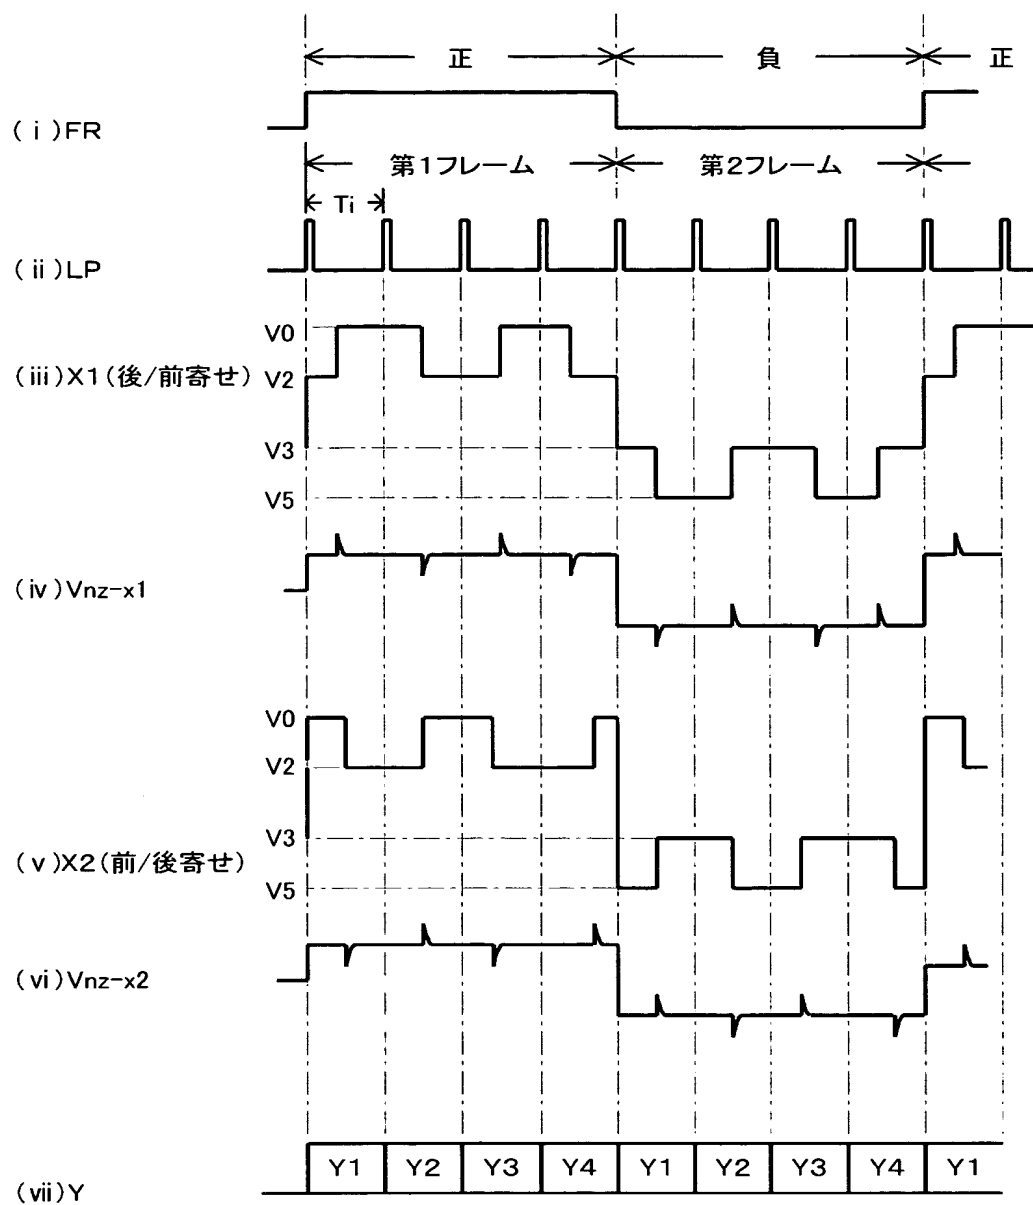 正 負 正
(ⅰ)FR
第1フレーム 第2フレーム
Ti
(ⅱ)LP
V0
(ⅲ)X1(後/前寄せ) V2
V3
V5
(ⅳ)Vnz-x1
V0
V2
V3
(ⅴ)X2(前/後寄せ)
V5
(ⅵ)Vnz-x2
Y1 Y2 Y3 Y4 Y1 Y2 Y3 Y4 Y1
(ⅶ)Y